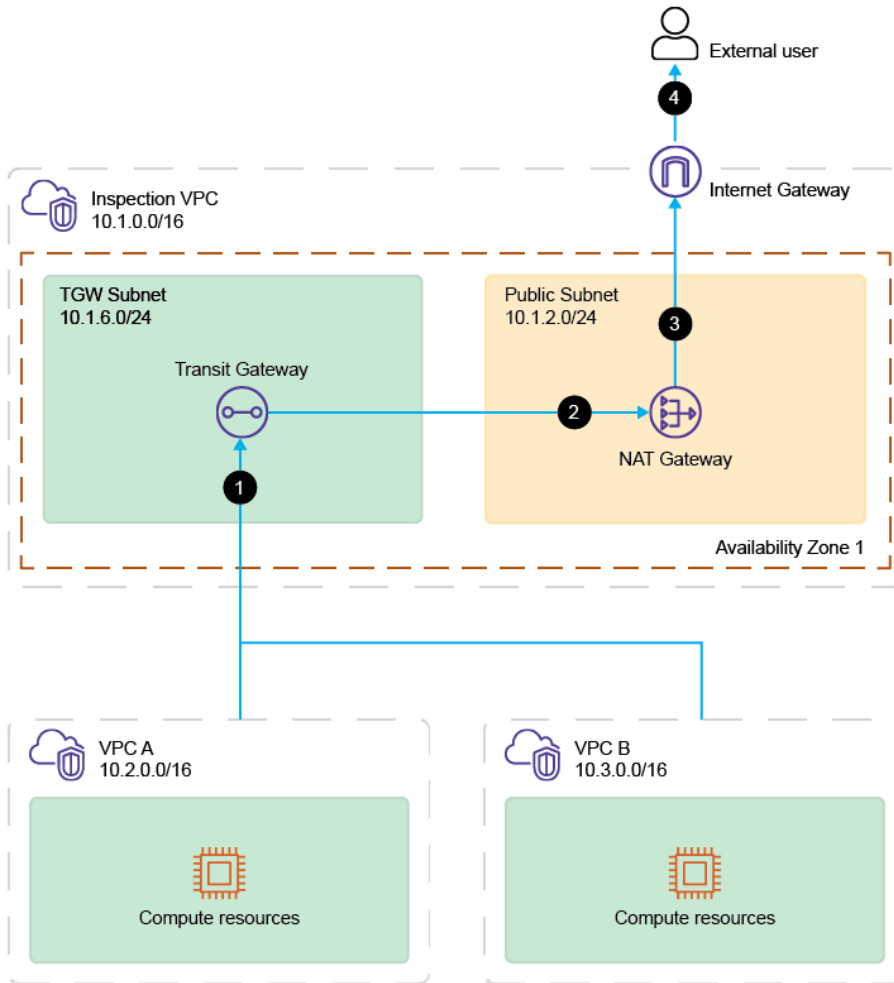 External user
4
Internet Gateway
Inspection VPC
10.1.0.0/16
TGW Subnet
10.1.6.0/24
Public Subnet
10.1.2.0/24
3
Transit Gateway
2
NAT Gateway
1
Availability Zone 1
VPC A
10.2.0.0/16
VPC B
10.3.0.0/16
Compute resources
Compute resources